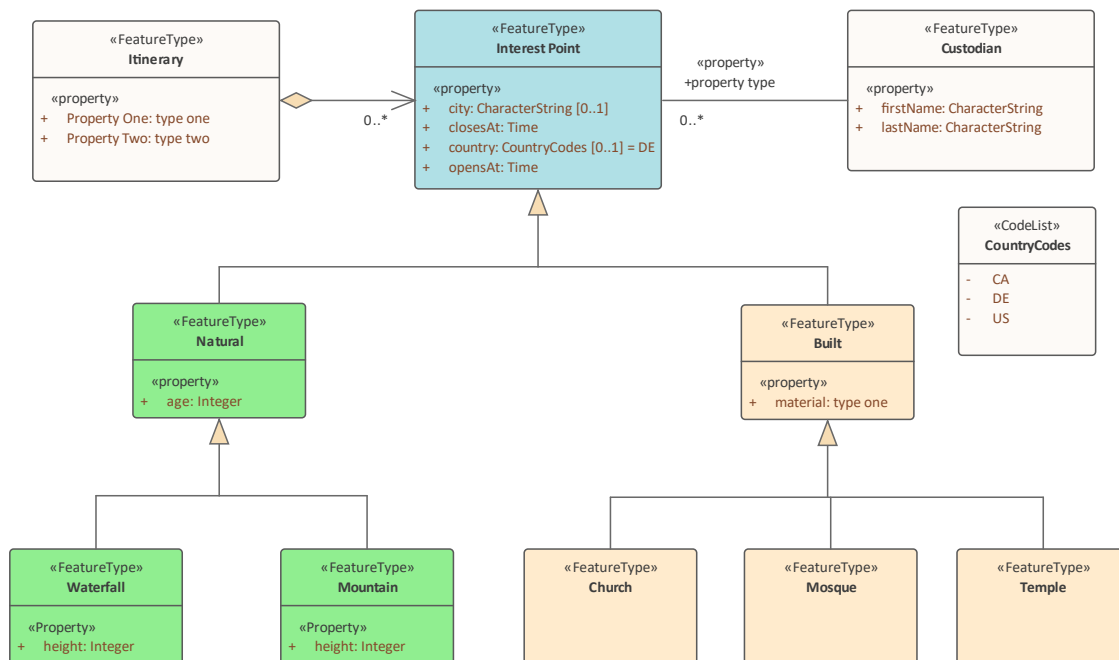 «FeatureType»
Itinerary
«property»
+ Property One: type one
+ Property Two: type two
0..*
«FeatureType»
Interest Point
«property»
+ city: CharacterString [0..1]
+ closesAt: Time
+ country: CountryCodes [0..1] = DE
+ opensAt: Time
«property»
+property type
0..*
«FeatureType»
Custodian
«property»
+ firstName: CharacterString
+ lastName: CharacterString
«CodeList»
CountryCodes
- CA
- DE
- US
«FeatureType»
Natural
«property»
+ age: Integer
«FeatureType»
Built
«property»
+ material: type one
«FeatureType»
Waterfall
«Property»
+ height: Integer
«FeatureType»
Mountain
«Property»
+ height: Integer
«FeatureType»
Church
«FeatureType»
Mosque
«FeatureType»
Temple